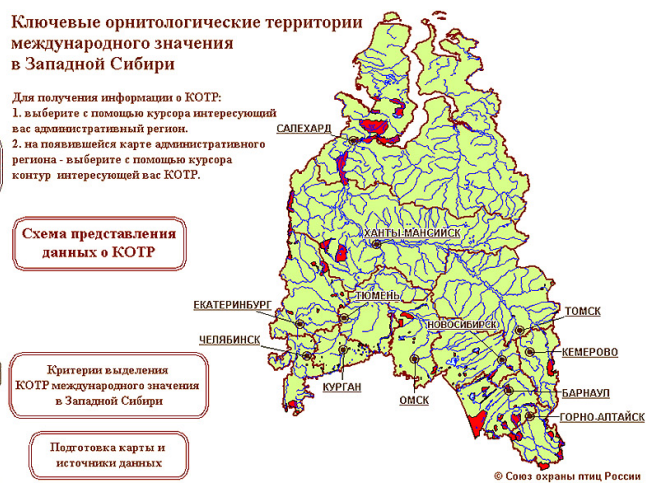 Ключевые орнитологические территории
международного значения
в Западной Сибири
Для получения информации о КОТР:
1. выберите с помощью курсора интересующий
вас административный регион.
2. на появившейся карте административного
региона - выберите с помощью курсора
контур интересующей вас КОТР.
САЛЕХАРД
Схема представления
данных о КОТР
ХАНТЫ-МАНСИЙСК
ТЮМЕНЬ
ЕКАТЕРИНБУРГ
ТОМСК
НОВОСИБИРСК
ЧЕЛЯБИНСК
КЕМЕРОВО
Критерии выделения
КОТР международного значения
в Западной Сибири
КУРГАН
ОМСК
БАРНАУЛ
ГОРНО-АЛТАЙСК
Подготовка карты и
источники данных
© Союз охраны птиц России